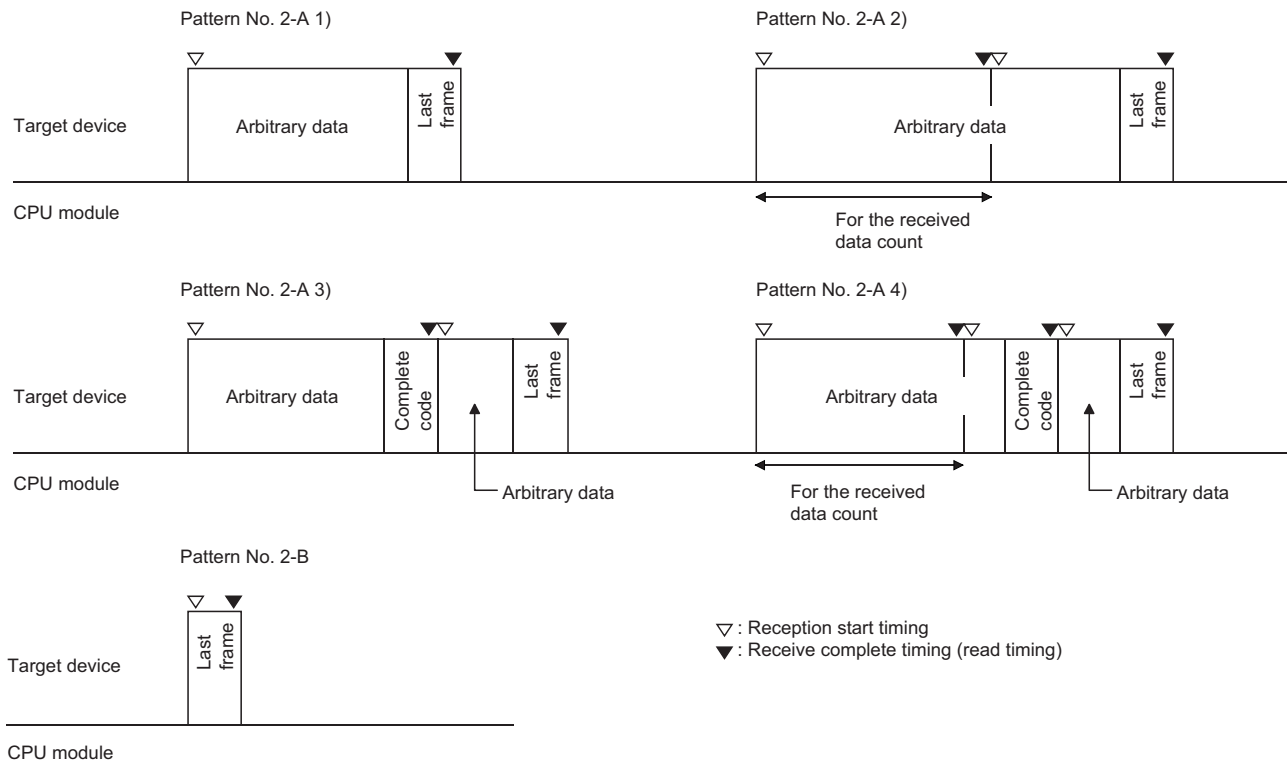 Pattern No. 2-A 1)
Pattern No. 2-A 2)
Target device
Arbitrary data
Last
frame
Arbitrary data
Last
frame
CPU module
For the received
data count
Pattern No. 2-A 3)
Pattern No. 2-A 4)
Target device
Arbitrary data
Complete
code
Last
frame
Arbitrary data
Complete
code
Last
frame
CPU module
Arbitrary data
For the received
data count
Arbitrary data
Pattern No. 2-B
Target device
Last
frame
▽ : Reception start timing
▼ : Receive complete timing (read timing)
CPU module